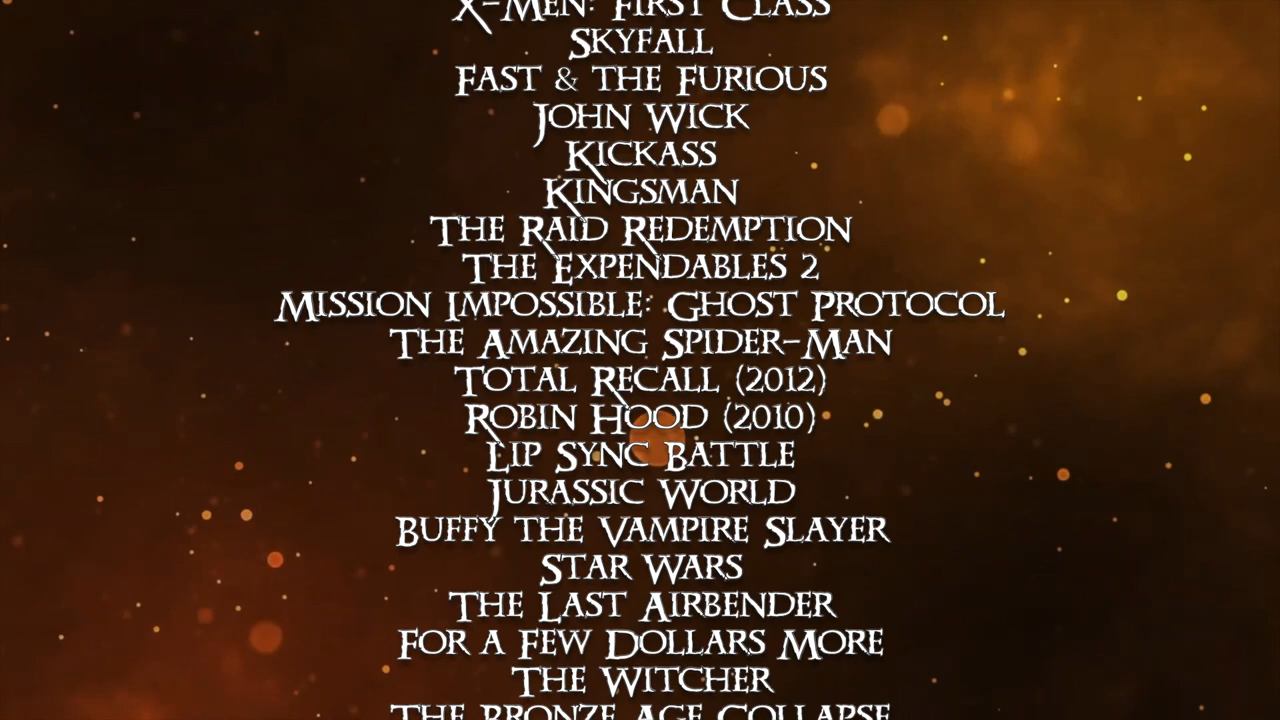 X-Men: First Class
Skyfall
Fast & the Furious
John Wick
Kickass
Kingsman
The Raid Redemption
The Expendables 2
Mission Impossible: Ghost Protocol
The Amazing Spider-Man
Total Recall (2012)
Robin Hood (2010)
Lip Sync Battle
Jurassic World
Buffy the Vampire Slayer
Star Wars
The Last Airbender
For a Few Dollars More
The Witcher
The Bronze Age Collapse